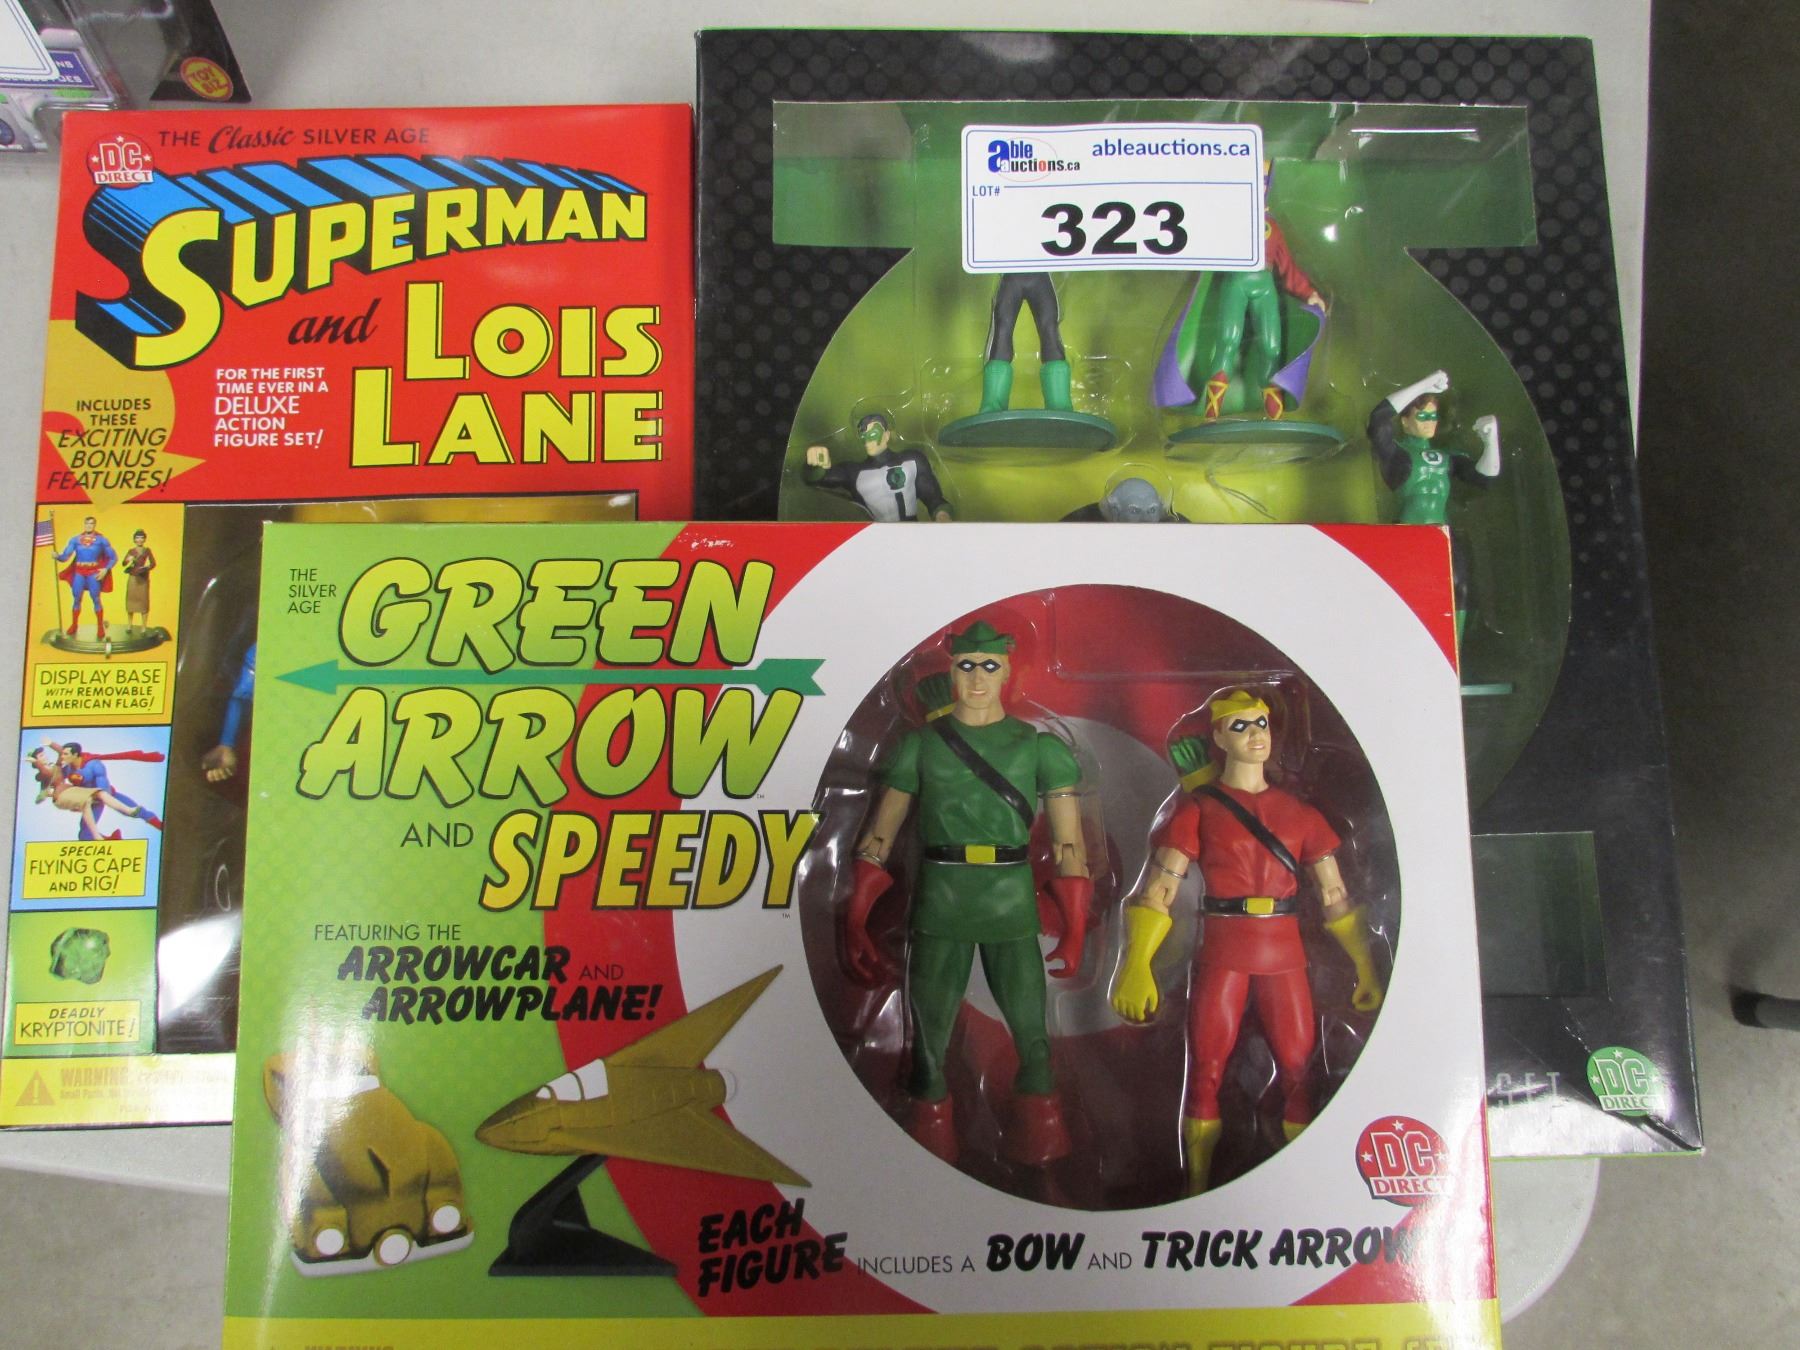 TOY
BIZ
DC
DIRECT
THE Classic SILVER AGE
SUPERMAN
and LOIS
LANE
FOR THE FIRST
TIME EVER IN A
DELUXE
ACTION
FIGURE SET!
INCLUDES
THESE
EXCITING
BONUS
FEATURES!
DISPLAY BASE
WITH REMOVABLE
AMERICAN FLAG!
SPECIAL
FLYING CAPE
AND RIG!
DEADLY
KRYPTONITE!
WARNING:
able
auctions.ca
ableauctions.ca
LOT#
323
SET
DC
DIRECT
THE
SILVER
AGE
GREEN
ARROW
AND SPEEDY
FEATURING THE
ARROWCAR AND
ARROWPLANE!
EACH
FIGURE INCLUDES A BOW AND TRICK ARROW
DC
DIRECT